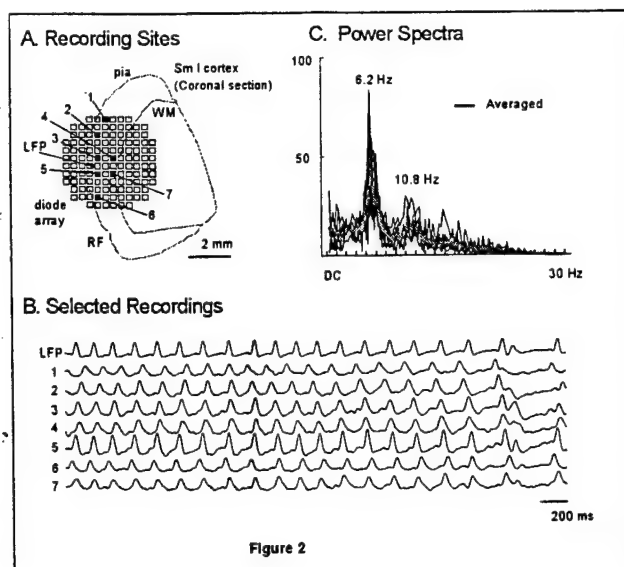 A. Recording Sites
pia
Sm I cortex
(Coronal section)
1
2
WM
4
3
LFP
5
7
diode
array
6
RF
2 mm
C. Power Spectra
100
6.2 Hz
Averaged
50
10.8 Hz
DC
30 Hz
B. Selected Recordings
LFP
1
2
3
4
5
6
7
200 ms
Figure 2